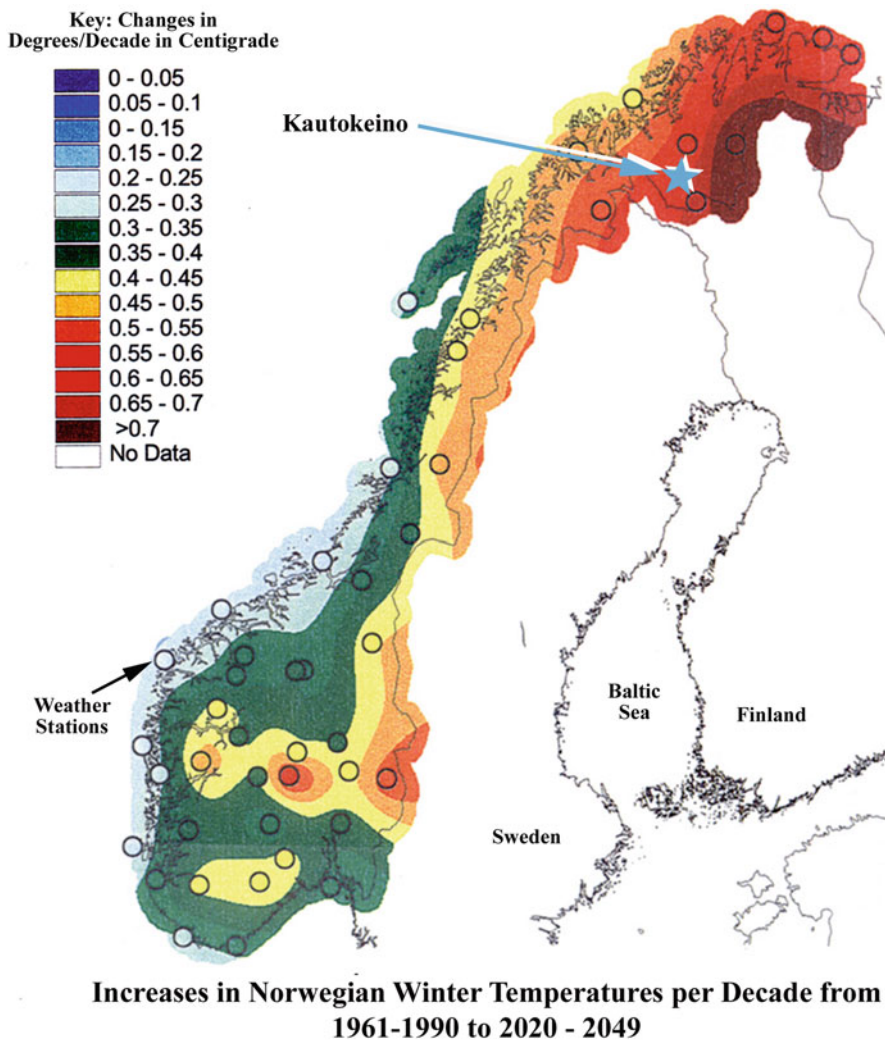 Key: Changes in
Degrees/Decade in Centigrade
0 - 0.05
0.05 - 0.1
0 - 0.15
0.15 - 0.2
0.2 - 0.25
0.25 - 0.3
0.3 - 0.35
0.35 - 0.4
0.4 - 0.45
0.45 - 0.5
0.5 - 0.55
0.55 - 0.6
0.6 - 0.65
0.65 - 0.7
>0.7
No Data
Kautokeino
Weather
Stations
Baltic
Sea
Finland
Sweden
Increases in Norwegian Winter Temperatures per Decade from
1961-1990 to 2020 - 2049